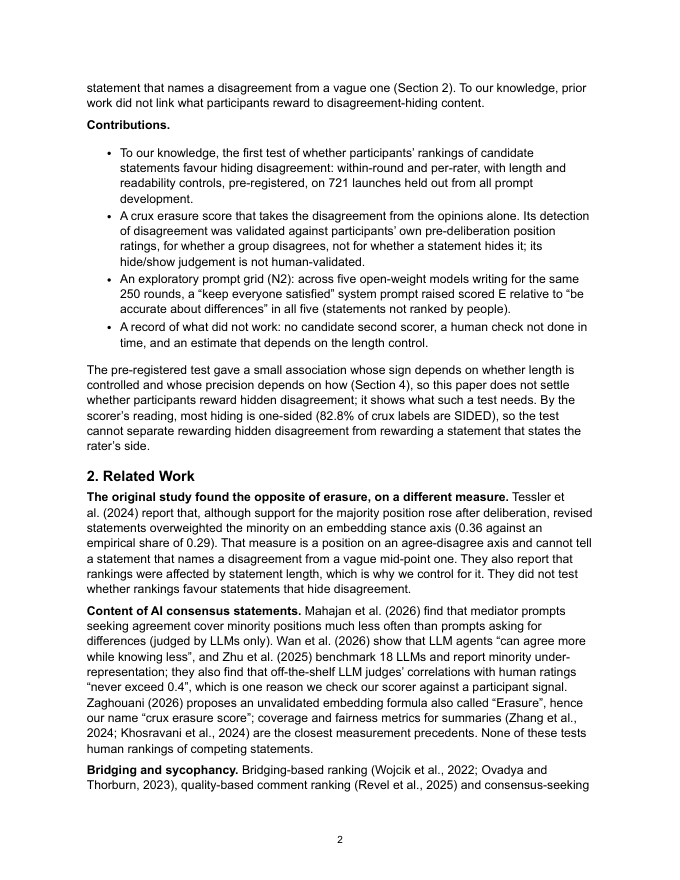 statement that names a disagreement from a vague one (Section 2). To our knowledge, prior
work did not link what participants reward to disagreement-hiding content.
Contributions.
• To our knowledge, the first test of whether participants’ rankings of candidate
statements favour hiding disagreement: within-round and per-rater, with length and
readability controls, pre-registered, on 721 launches held out from all prompt
development.
• A crux erasure score that takes the disagreement from the opinions alone. Its detection
of disagreement was validated against participants’ own pre-deliberation position
ratings, for whether a group disagrees, not for whether a statement hides it; its
hide/show judgement is not human-validated.
• An exploratory prompt grid (N2): across five open-weight models writing for the same
250 rounds, a “keep everyone satisfied” system prompt raised scored E relative to “be
accurate about differences” in all five (statements not ranked by people).
• A record of what did not work: no candidate second scorer, a human check not done in
time, and an estimate that depends on the length control.
The pre-registered test gave a small association whose sign depends on whether length is
controlled and whose precision depends on how (Section 4), so this paper does not settle
whether participants reward hidden disagreement; it shows what such a test needs. By the
scorer’s reading, most hiding is one-sided (82.8% of crux labels are SIDED), so the test
cannot separate rewarding hidden disagreement from rewarding a statement that states the
rater’s side.
2. Related Work
The original study found the opposite of erasure, on a different measure. Tessler et
al. (2024) report that, although support for the majority position rose after deliberation, revised
statements overweighted the minority on an embedding stance axis (0.36 against an
empirical share of 0.29). That measure is a position on an agree-disagree axis and cannot tell
a statement that names a disagreement from a vague mid-point one. They also report that
rankings were affected by statement length, which is why we control for it. They did not test
whether rankings favour statements that hide disagreement.
Content of AI consensus statements. Mahajan et al. (2026) find that mediator prompts
seeking agreement cover minority positions much less often than prompts asking for
differences (judged by LLMs only). Wan et al. (2026) show that LLM agents “can agree more
while knowing less”, and Zhu et al. (2025) benchmark 18 LLMs and report minority under-
representation; they also find that off-the-shelf LLM judges’ correlations with human ratings
“never exceed 0.4”, which is one reason we check our scorer against a participant signal.
Zaghouani (2026) proposes an unvalidated embedding formula also called “Erasure”, hence
our name “crux erasure score”; coverage and fairness metrics for summaries (Zhang et al.,
2024; Khosravani et al., 2024) are the closest measurement precedents. None of these tests
human rankings of competing statements.
Bridging and sycophancy. Bridging-based ranking (Wojcik et al., 2022; Ovadya and
Thorburn, 2023), quality-based comment ranking (Revel et al., 2025) and consensus-seeking
2